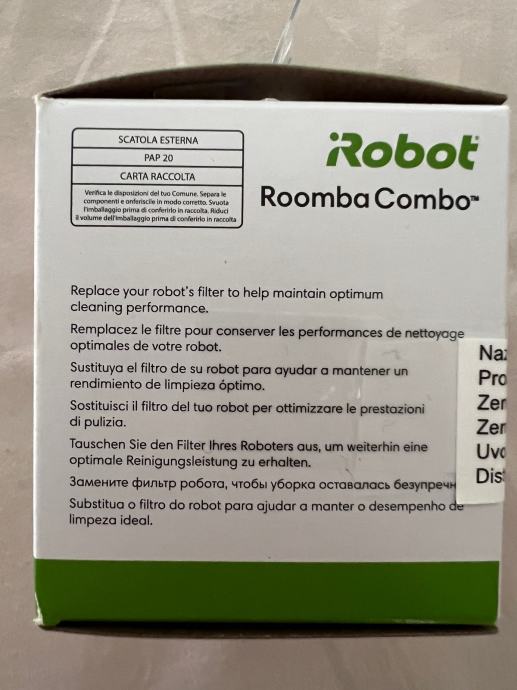 SCATOLA ESTERNA
PAP 20
CARTA RACCOLTA
Verifica le disposizioni del tuo Comune. Separa le
componenti e onferiscile in modo corretto. Svuota
l'imballaggio prima di conferirlo in raccolta. Riduci
il volume dell'imballaggio prima di conferirlo in raccolta
iRobot
Roomba Combo™
Replace your robot's filter to help maintain optimum
cleaning performance.
Remplacez le filtre pour conserver les performances de nettoyage
optimales de votre robot.
Sustituya el filtro de su robot para ayudar a mantener un
rendimiento de limpieza óptimo.
Sostituisci il filtro del tuo robot per ottimizzare le prestazioni
di pulizia.
Tauschen Sie den Filter Ihres Roboters aus, um weiterhin eine
optimale Reinigungsleistung zu erhalten.
Замените фильтр робота, чтобы уборка оставалась безупречн
Substitua o filtro do robot para ajudar a manter o desempenho de
limpeza ideal.
Naz
Pro
Zer
Zer
Uvo
Dist